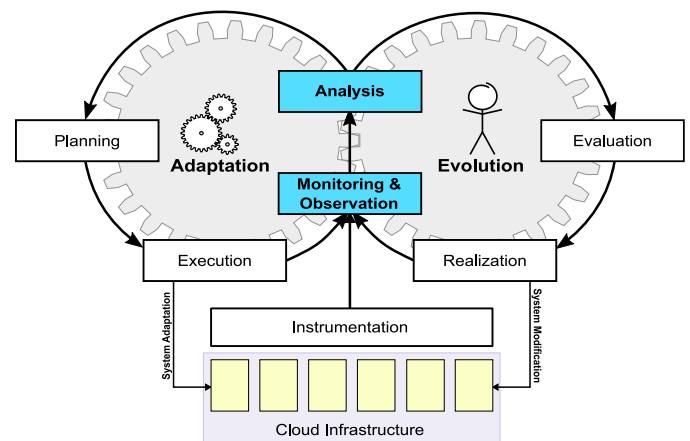 Analysis
Planning
Evaluation
Adaptation
Evolution
Monitoring &
Observation
Execution
Realization
System Adaptation
System Modification
Instrumentation
Cloud Infrastructure